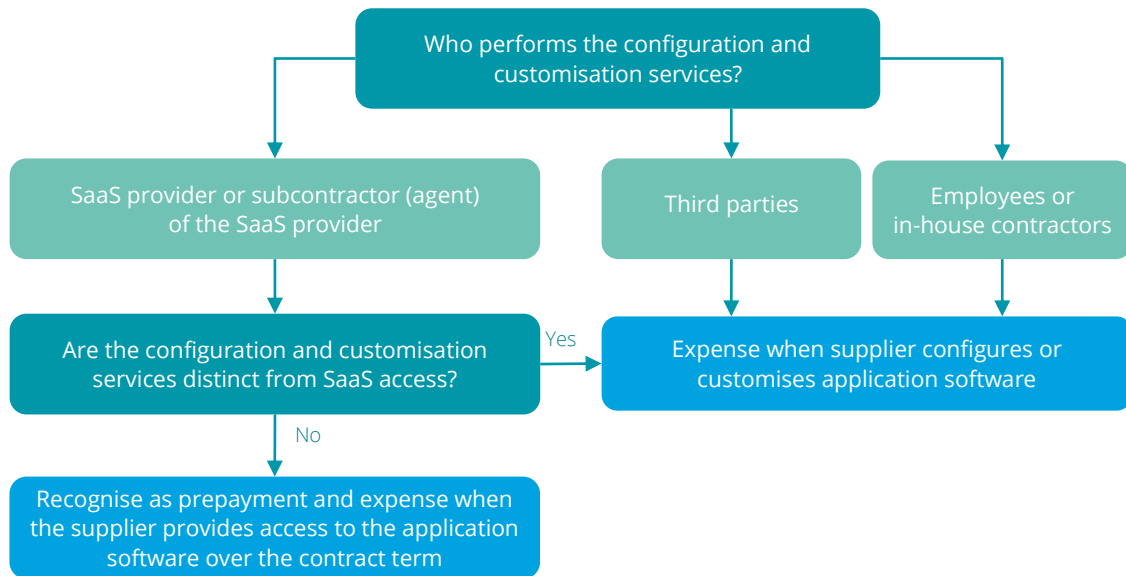 Who performs the configuration and
customisation services?
SaaS provider or subcontractor (agent)
of the SaaS provider
Third parties
Employees or
in-house contractors
Are the configuration and customisation
services distinct from SaaS access?
Yes
Expense when supplier configures or
customises application software
No
Recognise as prepayment and expense when
the supplier provides access to the application
software over the contract term